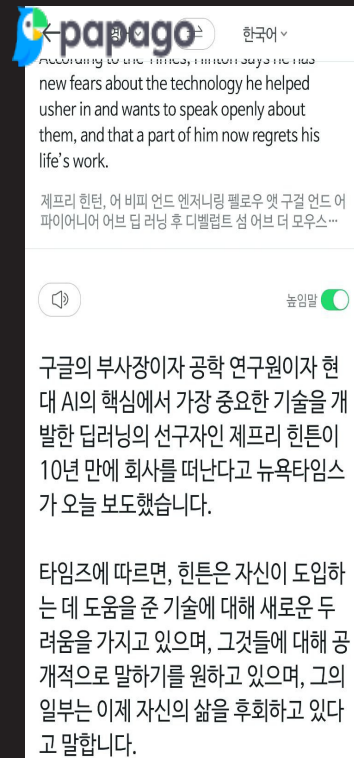 papago
한국어
According to the Times, Hinton says he has
new fears about the technology he helped
usher in and wants to speak openly about
them, and that a part of him now regrets his
life's work.
제프리 힌턴, 어 비피 언드 엔저니링 펠로우 앳 구걸 언드 어
파이어니어 어브 딥 러닝 후 디벨럽트 섬 어브 더 모우스…
높임말
구글의 부사장이자 공학 연구원이자 현
대 AI의 핵심에서 가장 중요한 기술을 개
발한 딥러닝의 선구자인 제프리 힌튼이
10년 만에 회사를 떠난다고 뉴욕타임스
가 오늘 보도했습니다.
타임즈에 따르면, 힌튼은 자신이 도입하
는 데 도움을 준 기술에 대해 새로운 두
려움을 가지고 있으며, 그것들에 대해 공
개적으로 말하기를 원하고 있으며, 그의
일부는 이제 자신의 삶을 후회하고 있다
고 말합니다.